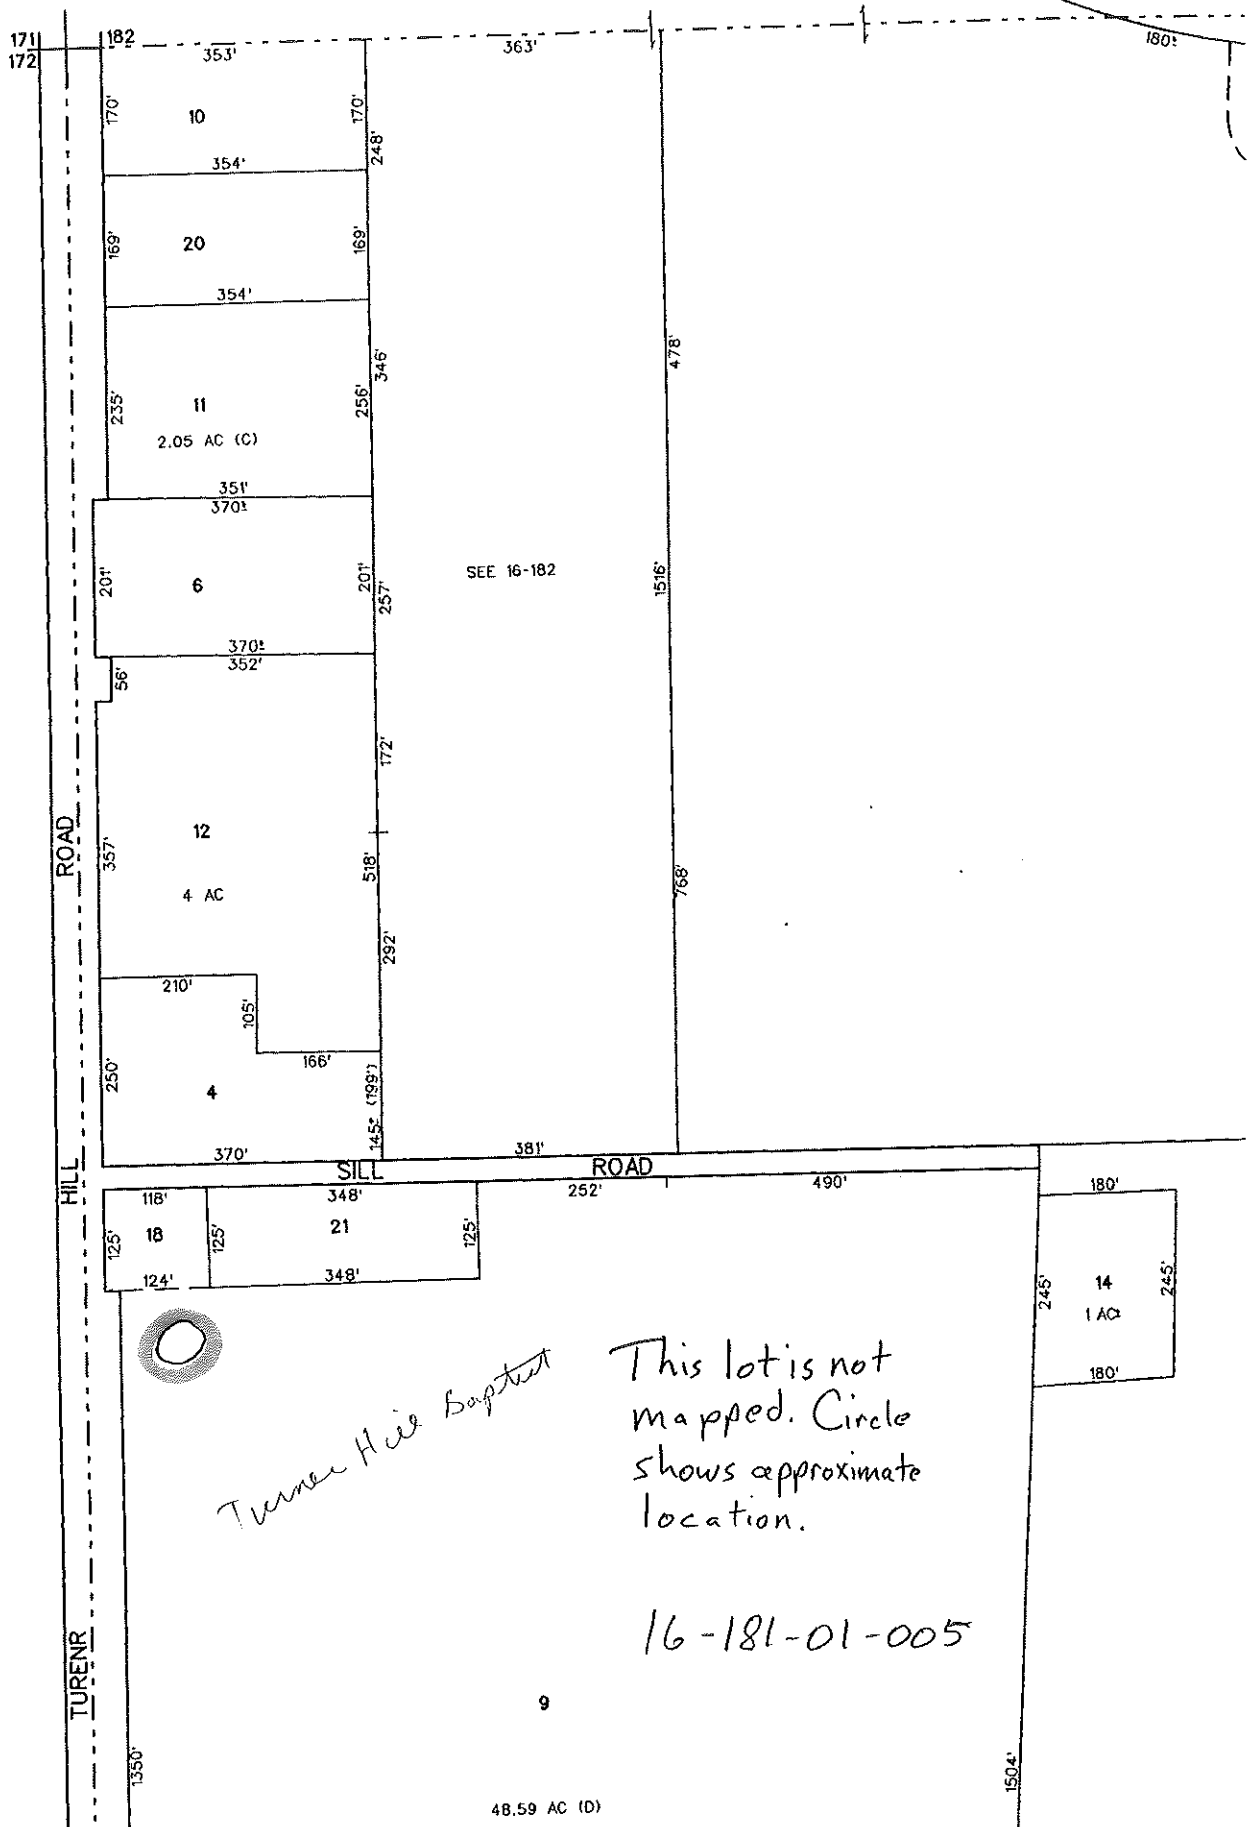 171 182
172
353' 363' 180±
170' 10 170'
248'
354'
169' 20 169'
354'
235' 11 256' 346' 478'
2.05 AC (C)
351'
370±
201' 6 201' 257' SEE 16-182 1516'
370±
352'
56'
172'
ROAD 357' 12 518' 768'
4 AC
292'
210'
105'
166'
250' 4 145± (199')
370' 381'
SILL ROAD
HILL
118' 348' 252' 490' 180'
125' 18 125' 21 125'
124' 348'
245' 14 245'
1 AC±
180'
This lot is not
mapped. Circle
shows approximate
location.
Turner Hill Baptist
16-181-01-005
TURENR
9
1350' 1504'
48.59 AC (D)